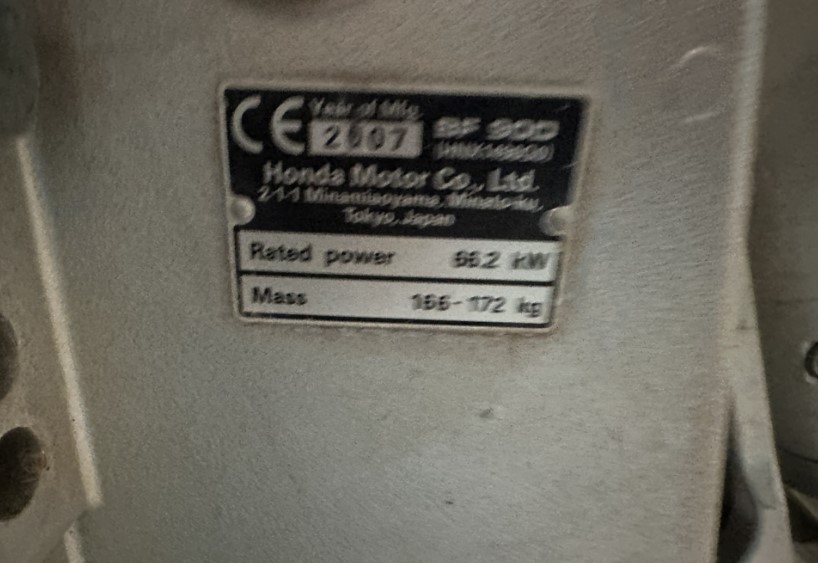 CE Year of Mfg. BF 90D
2007
Honda Motor Co., Ltd.
2-1-1 Minamiaoyama, Minato-ku,
Tokyo, Japan
Rated power 66.2 kW
Mass 166-172 kg